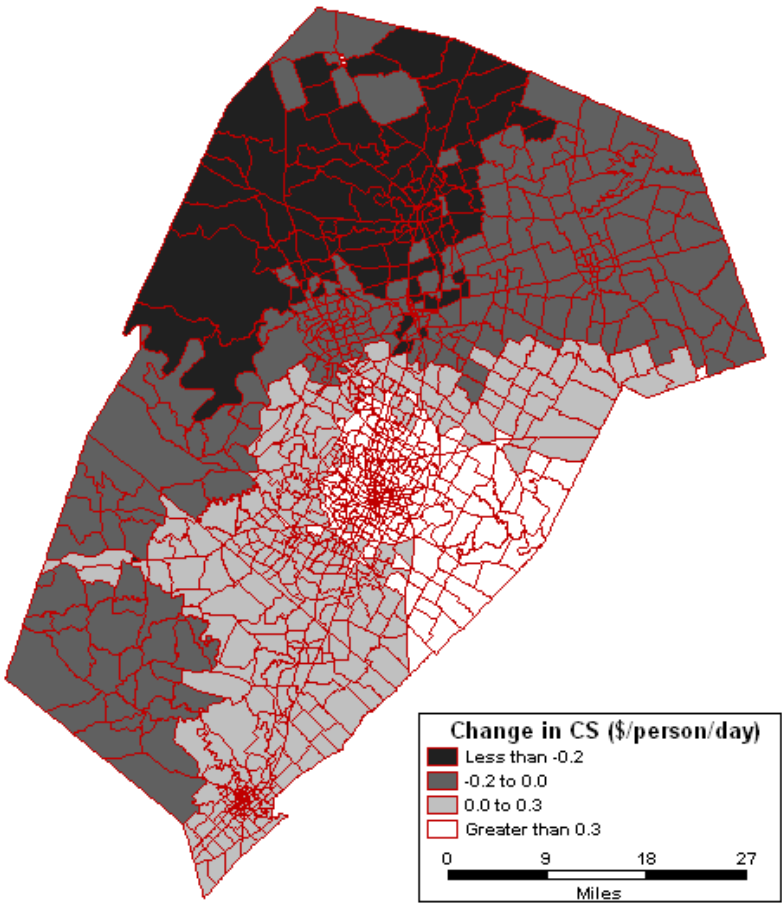 Change in CS ($/person/day)
Less than -0.2
-0.2 to 0.0
0.0 to 0.3
Greater than 0.3
0 9 18 27
Miles